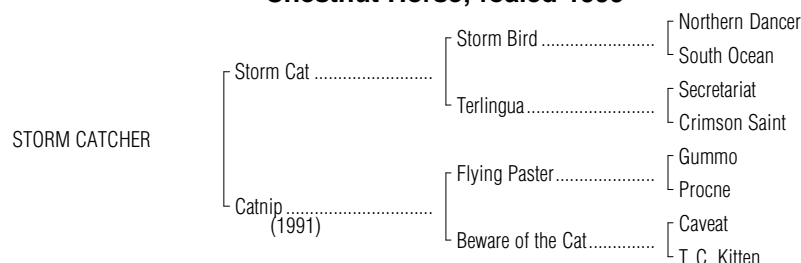 Chestnut Horse; foaled
Northern Dancer
Storm Bird ........................
South Ocean
Storm Cat .........................
Secretariat
Terlingua...........................
Crimson Saint
STORM CATCHER
Gummo
Flying Paster.....................
Procne
Catnip ...............................
(1991)
Caveat
Beware of the Cat..............
T. C. Kitten